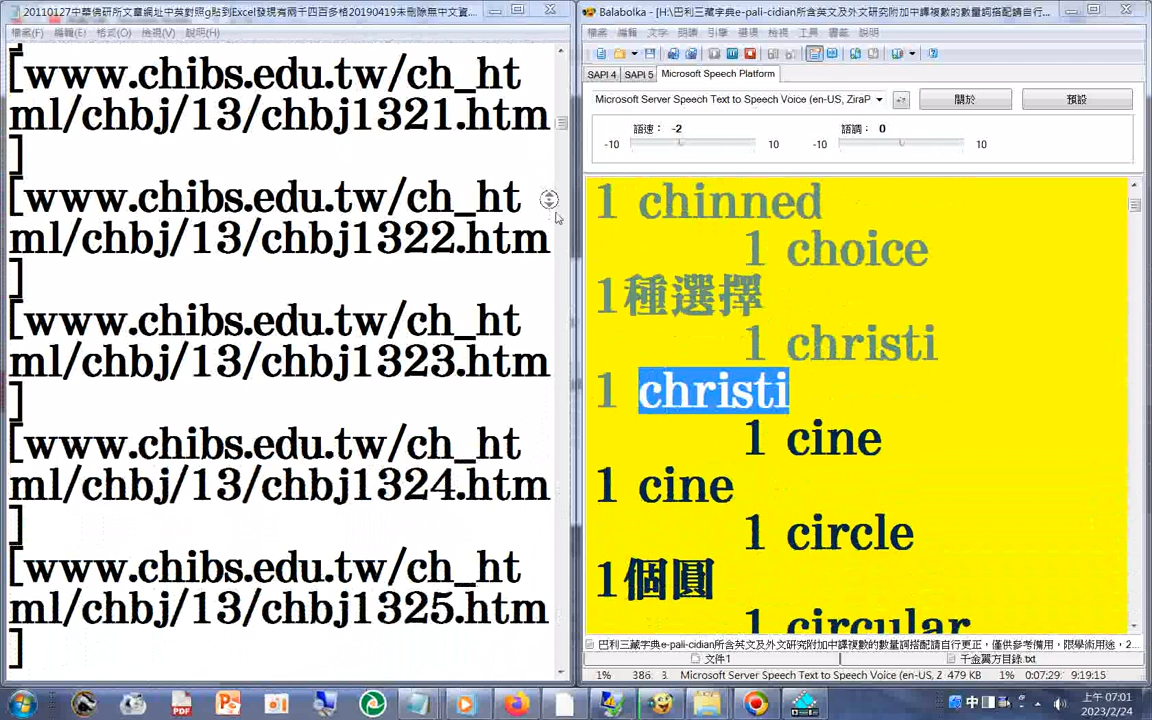 20110127中華佛研所文章網址中英對照g點到Excel發現有兩千四百多格20190419未刪除無中文資...
檔案(F) 編輯(E) 格式(O) 檢視(V) 說明(H)
]
[www.chibs.edu.tw/ch_ht
ml/chbj/13/chbj1321.htm
]
[www.chibs.edu.tw/ch_ht
ml/chbj/13/chbj1322.htm
]
[www.chibs.edu.tw/ch_ht
ml/chbj/13/chbj1323.htm
]
[www.chibs.edu.tw/ch_ht
ml/chbj/13/chbj1324.htm
]
[www.chibs.edu.tw/ch_ht
ml/chbj/13/chbj1325.htm
]
Balabolka - [H:\巴利三藏字典e-pali-cidian所含英文及外文研究附加中譯複數的數量詞搭配請自行...
檔案 編輯 文字 朗讀 引擎 選項 檢視 工具 書籤 說明
SAPI 4 SAPI 5 Microsoft Speech Platform
Microsoft Server Speech Text to Speech Voice (en-US, ZiraP
關於 預設
語速： -2 語調： 0
-10 10 -10 10
1 chinned
1 choice
1種選擇
1 christi
1 christi
1 cine
1 cine
1 circle
1個圓
1 circular
巴利三藏字典e-pali-cidian所含英文及外文研究附加中譯複數的數量詞搭配請自行更正，僅供參考備用，限學術用途，2...
文件1 千金翼方目錄.txt
1% 386 3. Microsoft Server Speech Text to Speech Voice (en-US, Z 479 KB 1% 0:07:29 9:19:15
中
上午 07:01
2023/2/24